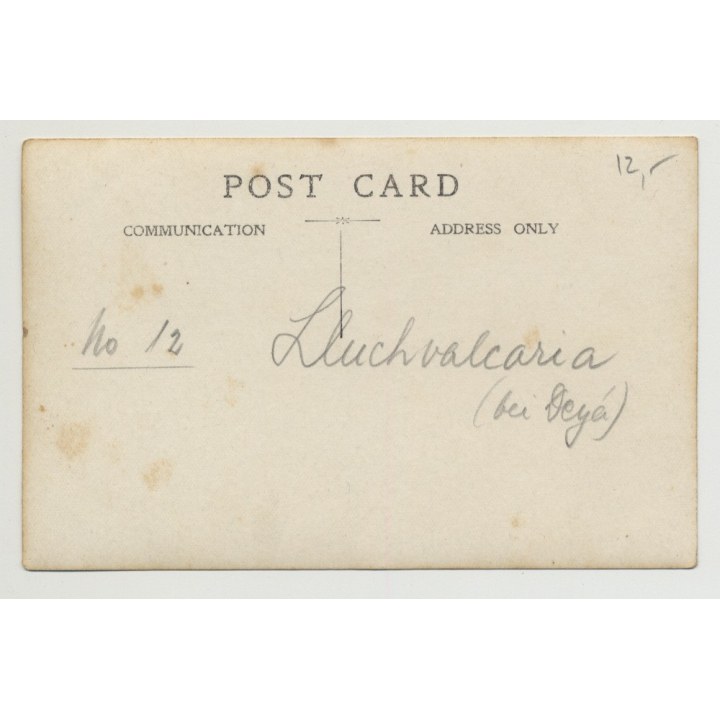 12,-
POST CARD
COMMUNICATION
ADDRESS ONLY
No 12
Lluchvalcaria
(bei Deyá)